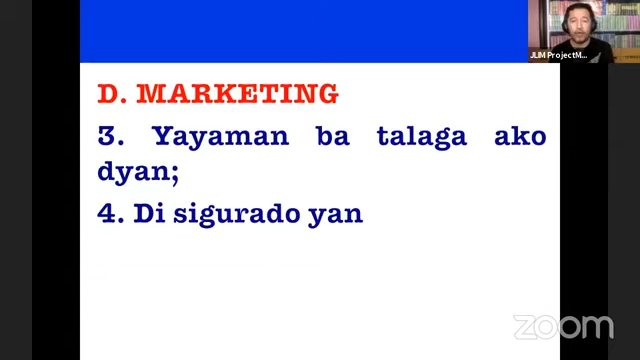 JLIM ProjectM...
D. MARKETING
3. Yayaman ba talaga ako
dyan;
4. Di sigurado yan
zoom